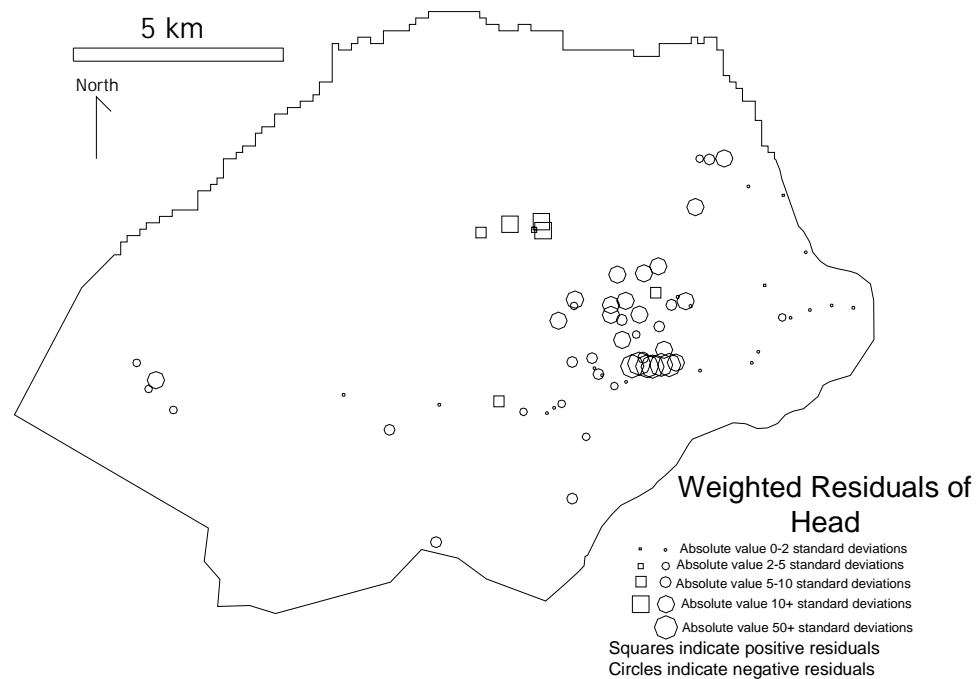 5 km
North
Weighted Residuals of
Head
Absolute value 0-2 standard deviations
Absolute value 2-5 standard deviations
Absolute value 5-10 standard deviations
Absolute value 10+ standard deviations
Absolute value 50+ standard deviations
Squares indicate positive residuals
Circles indicate negative residuals